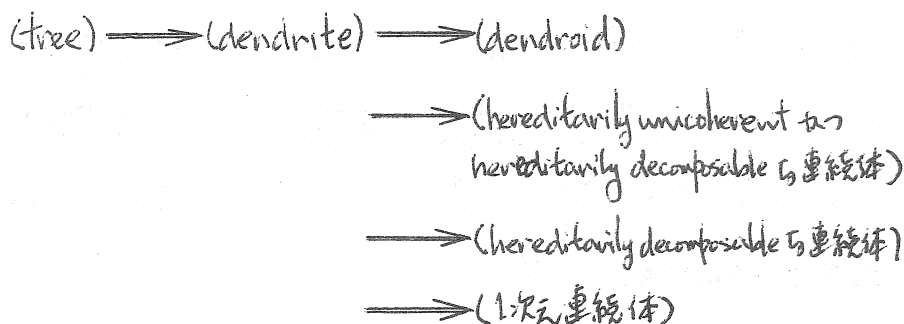 (tree) ⟶ (dendrite) ⟶ (dendroid)
⟶ (hereditarily unicoherent かつ
hereditarily decomposable な連続体)
⟶ (hereditarily decomposable な連続体)
⟶ (1次元連続体)